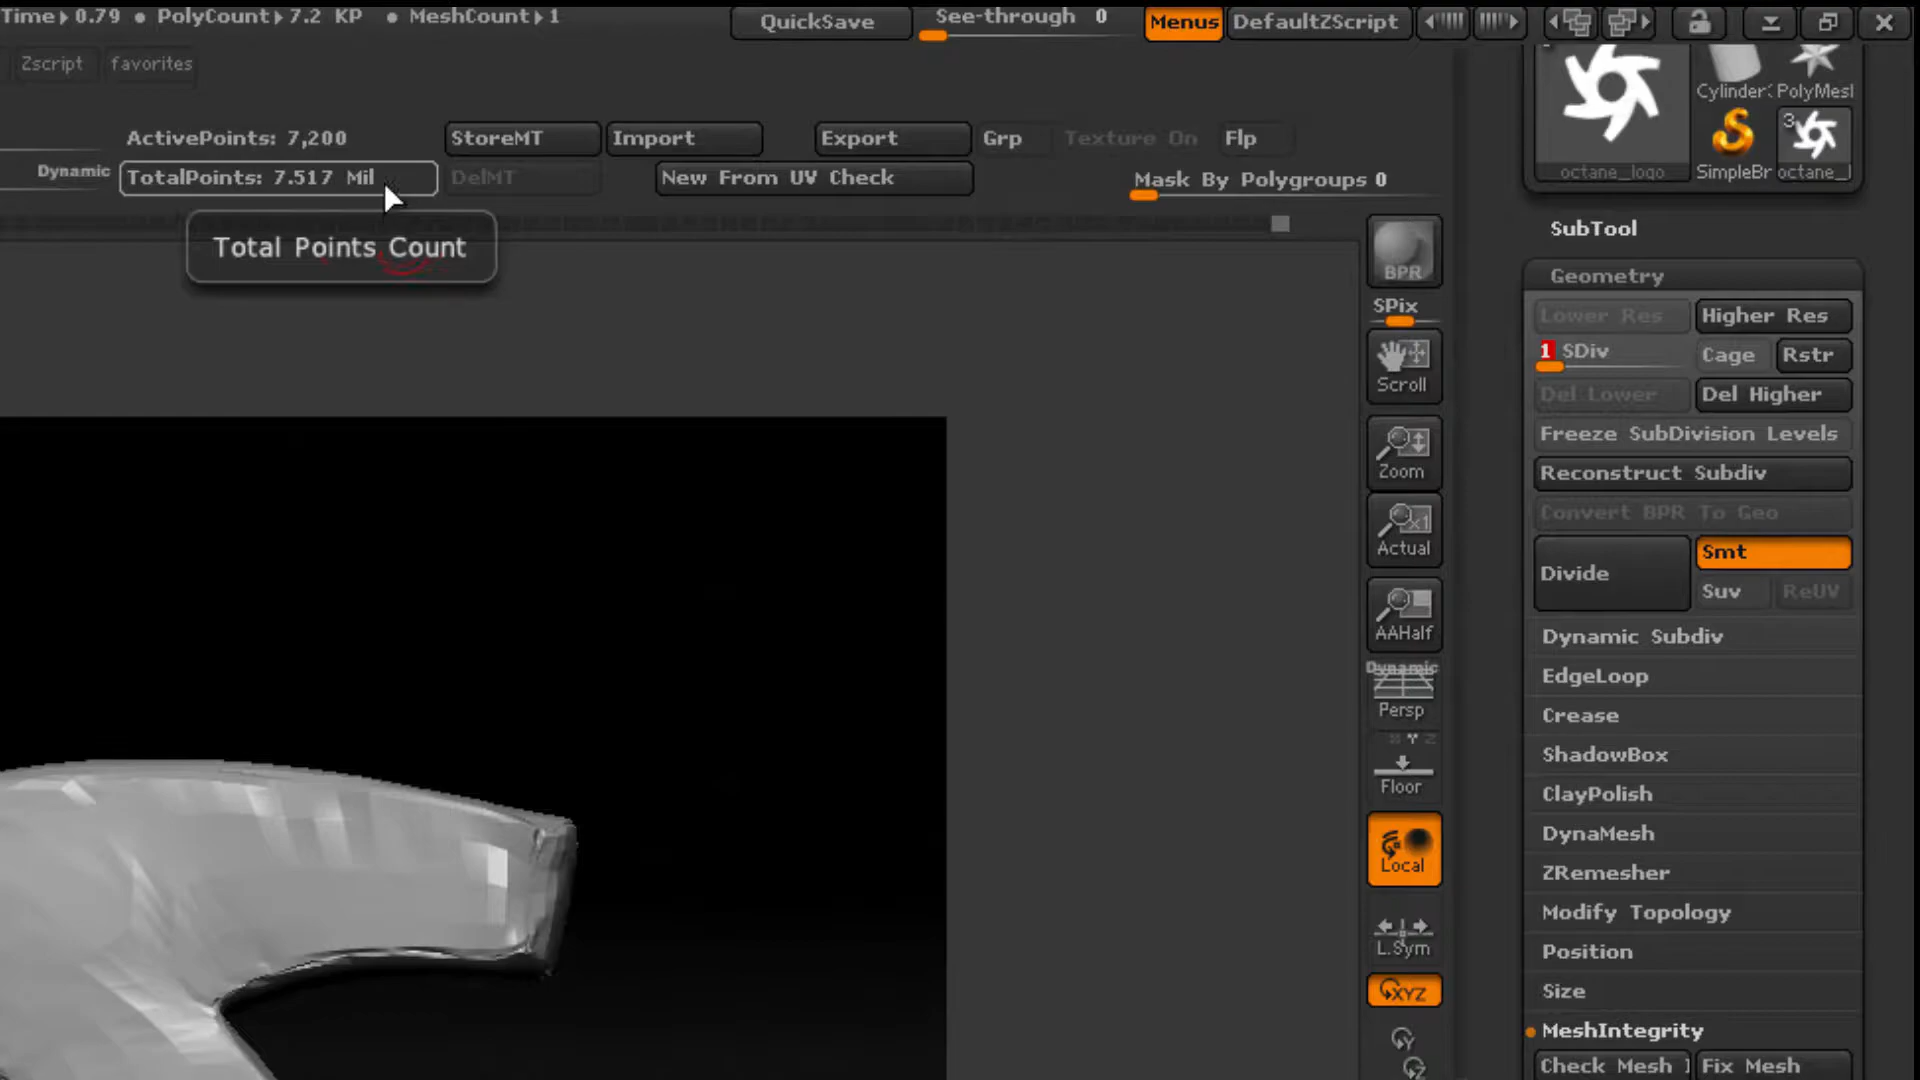 Time 0.79 ● PolyCount 7.2 KP ● MeshCount 1
QuickSave
See-through 0
Menus
DefaultZScript
Zscript
favorites
ActivePoints: 7,200
StoreMT
Import
Export
Grp
Texture On
Flp
Dynamic
TotalPoints: 7.517 Mil
DelMT
New From UV Check
Mask By Polygroups 0
Total Points Count
octane_logo
Cylinder
PolyMesl
SimpleBr
3
octane_l
SubTool
Geometry
Lower Res
Higher Res
1 SDiv
Cage
Rstr
Del Lower
Del Higher
Freeze SubDivision Levels
Reconstruct Subdiv
Convert BPR To Geo
Divide
Smt
Suv
ReUV
Dynamic Subdiv
EdgeLoop
Crease
ShadowBox
ClayPolish
DynaMesh
ZRemesher
Modify Topology
Position
Size
MeshIntegrity
Check Mesh
Fix Mesh
BPR
SPix
Scroll
Zoom
x1
Actual
AAHalf
Dynamic
Persp
X Y Z
Floor
Local
L.Sym
XYZ
Y
Z